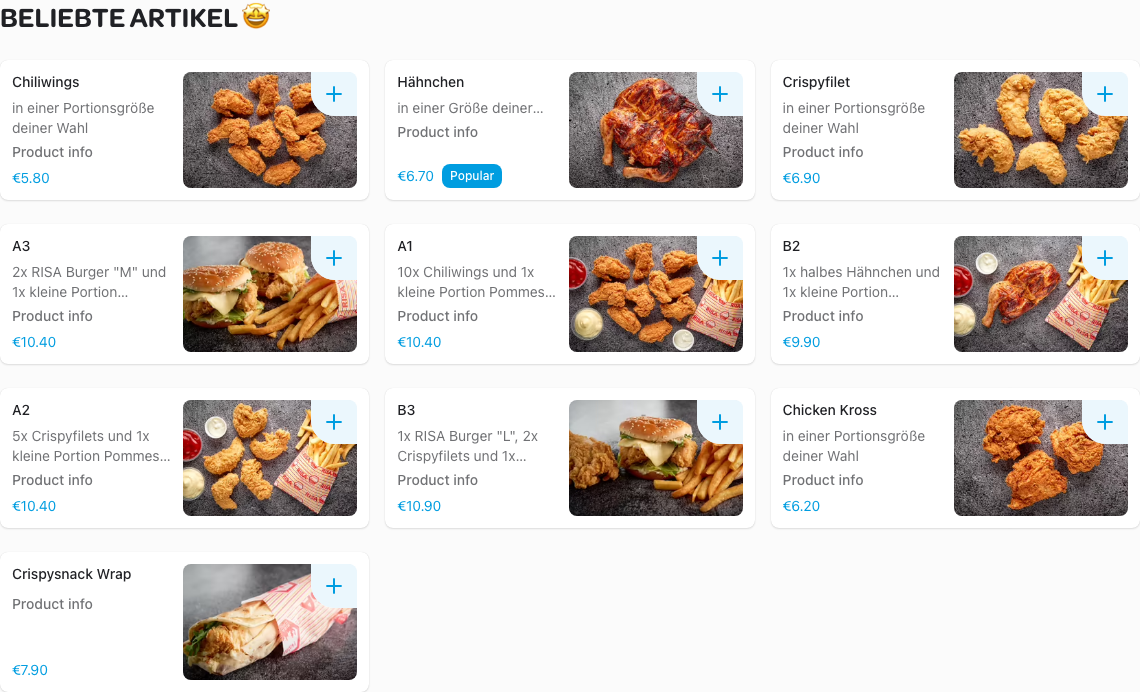 BELIEBTE ARTIKEL 🤩
Chiliwings
in einer Portionsgröße
deiner Wahl
Product info
€5.80
Hähnchen
in einer Größe deiner...
Product info
€6.70
Popular
Crispyfilet
in einer Portionsgröße
deiner Wahl
Product info
€6.90
A3
2x RISA Burger "M" und
1x kleine Portion...
Product info
€10.40
A1
10x Chiliwings und 1x
kleine Portion Pommes...
Product info
€10.40
B2
1x halbes Hähnchen und
1x kleine Portion...
Product info
€9.90
A2
5x Crispyfilets und 1x
kleine Portion Pommes...
Product info
€10.40
B3
1x RISA Burger "L", 2x
Crispyfilets und 1x...
Product info
€10.90
Chicken Kross
in einer Portionsgröße
deiner Wahl
Product info
€6.20
Crispysnack Wrap
Product info
€7.90